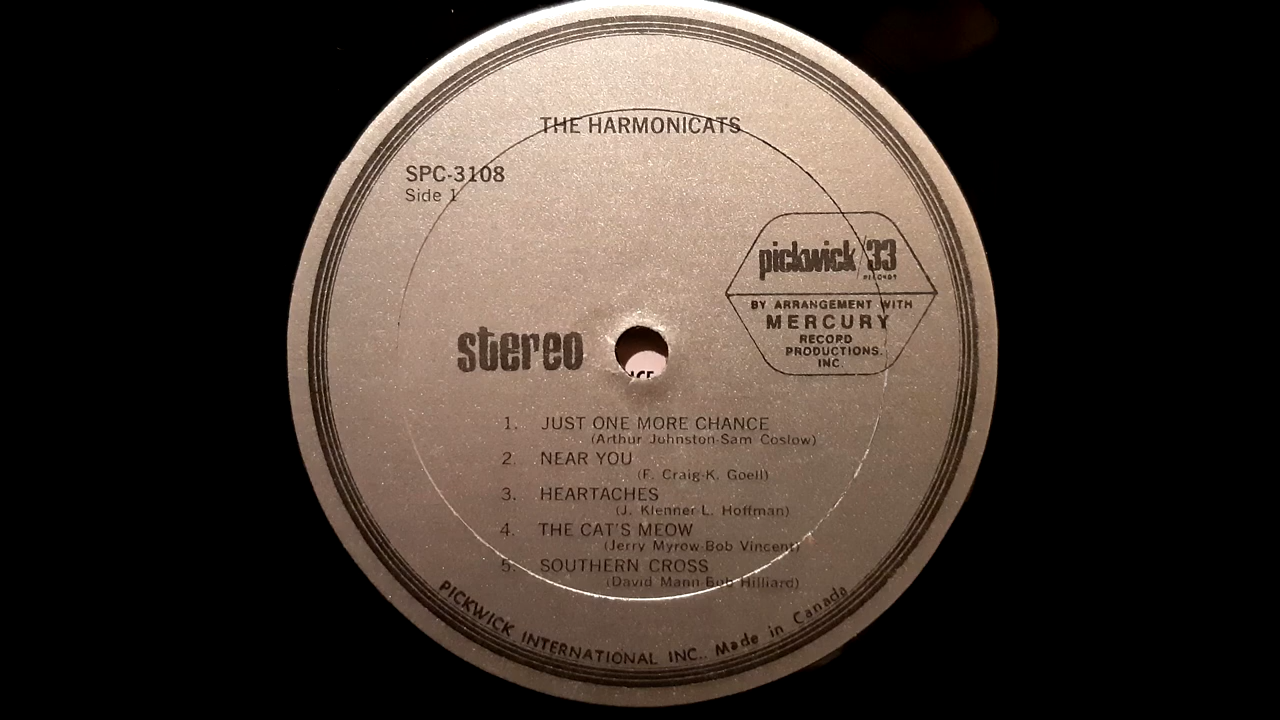 THE HARMONICATS
SPC-3108
Side 1
pickwick/33
RECORDS
BY ARRANGEMENT WITH
MERCURY
RECORD
PRODUCTIONS.
INC.
stereo
1. JUST ONE MORE CHANCE
(Arthur Johnston-Sam Coslow)
2. NEAR YOU
(F. Craig-K. Goell)
3. HEARTACHES
(J. Klenner-L. Hoffman)
4. THE CAT'S MEOW
(Jerry Myrow-Bob Vincent)
5. SOUTHERN CROSS
(David Mann-Bob Hilliard)
PICKWICK INTERNATIONAL INC.. Made in Canada